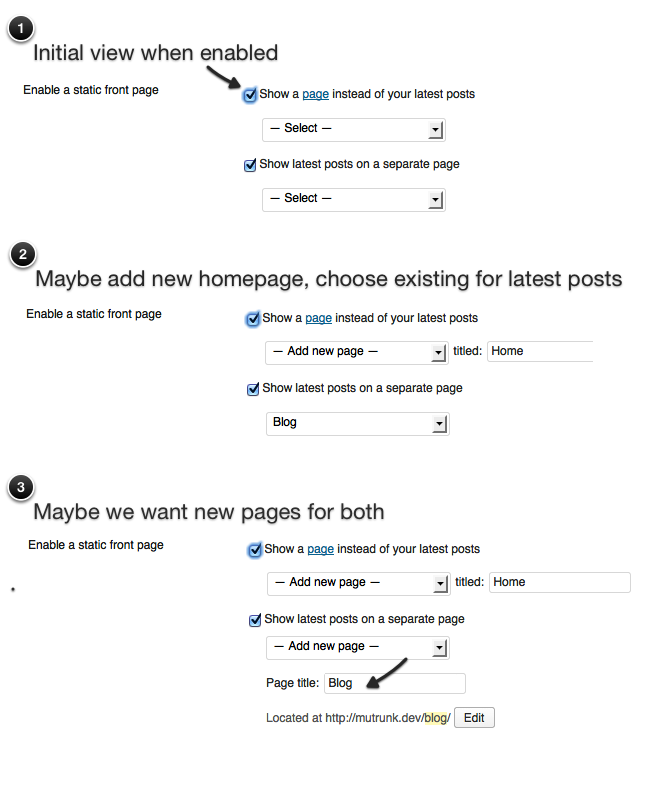 1
Initial view when enabled
Enable a static front page
Show a page instead of your latest posts
— Select —
Show latest posts on a separate page
— Select —
2
Maybe add new homepage, choose existing for latest posts
Enable a static front page
Show a page instead of your latest posts
— Add new page — titled: Home
Show latest posts on a separate page
Blog
3
Maybe we want new pages for both
Enable a static front page
Show a page instead of your latest posts
— Add new page — titled: Home
Show latest posts on a separate page
— Add new page —
Page title: Blog
Located at http://mutrunk.dev/blog/ Edit